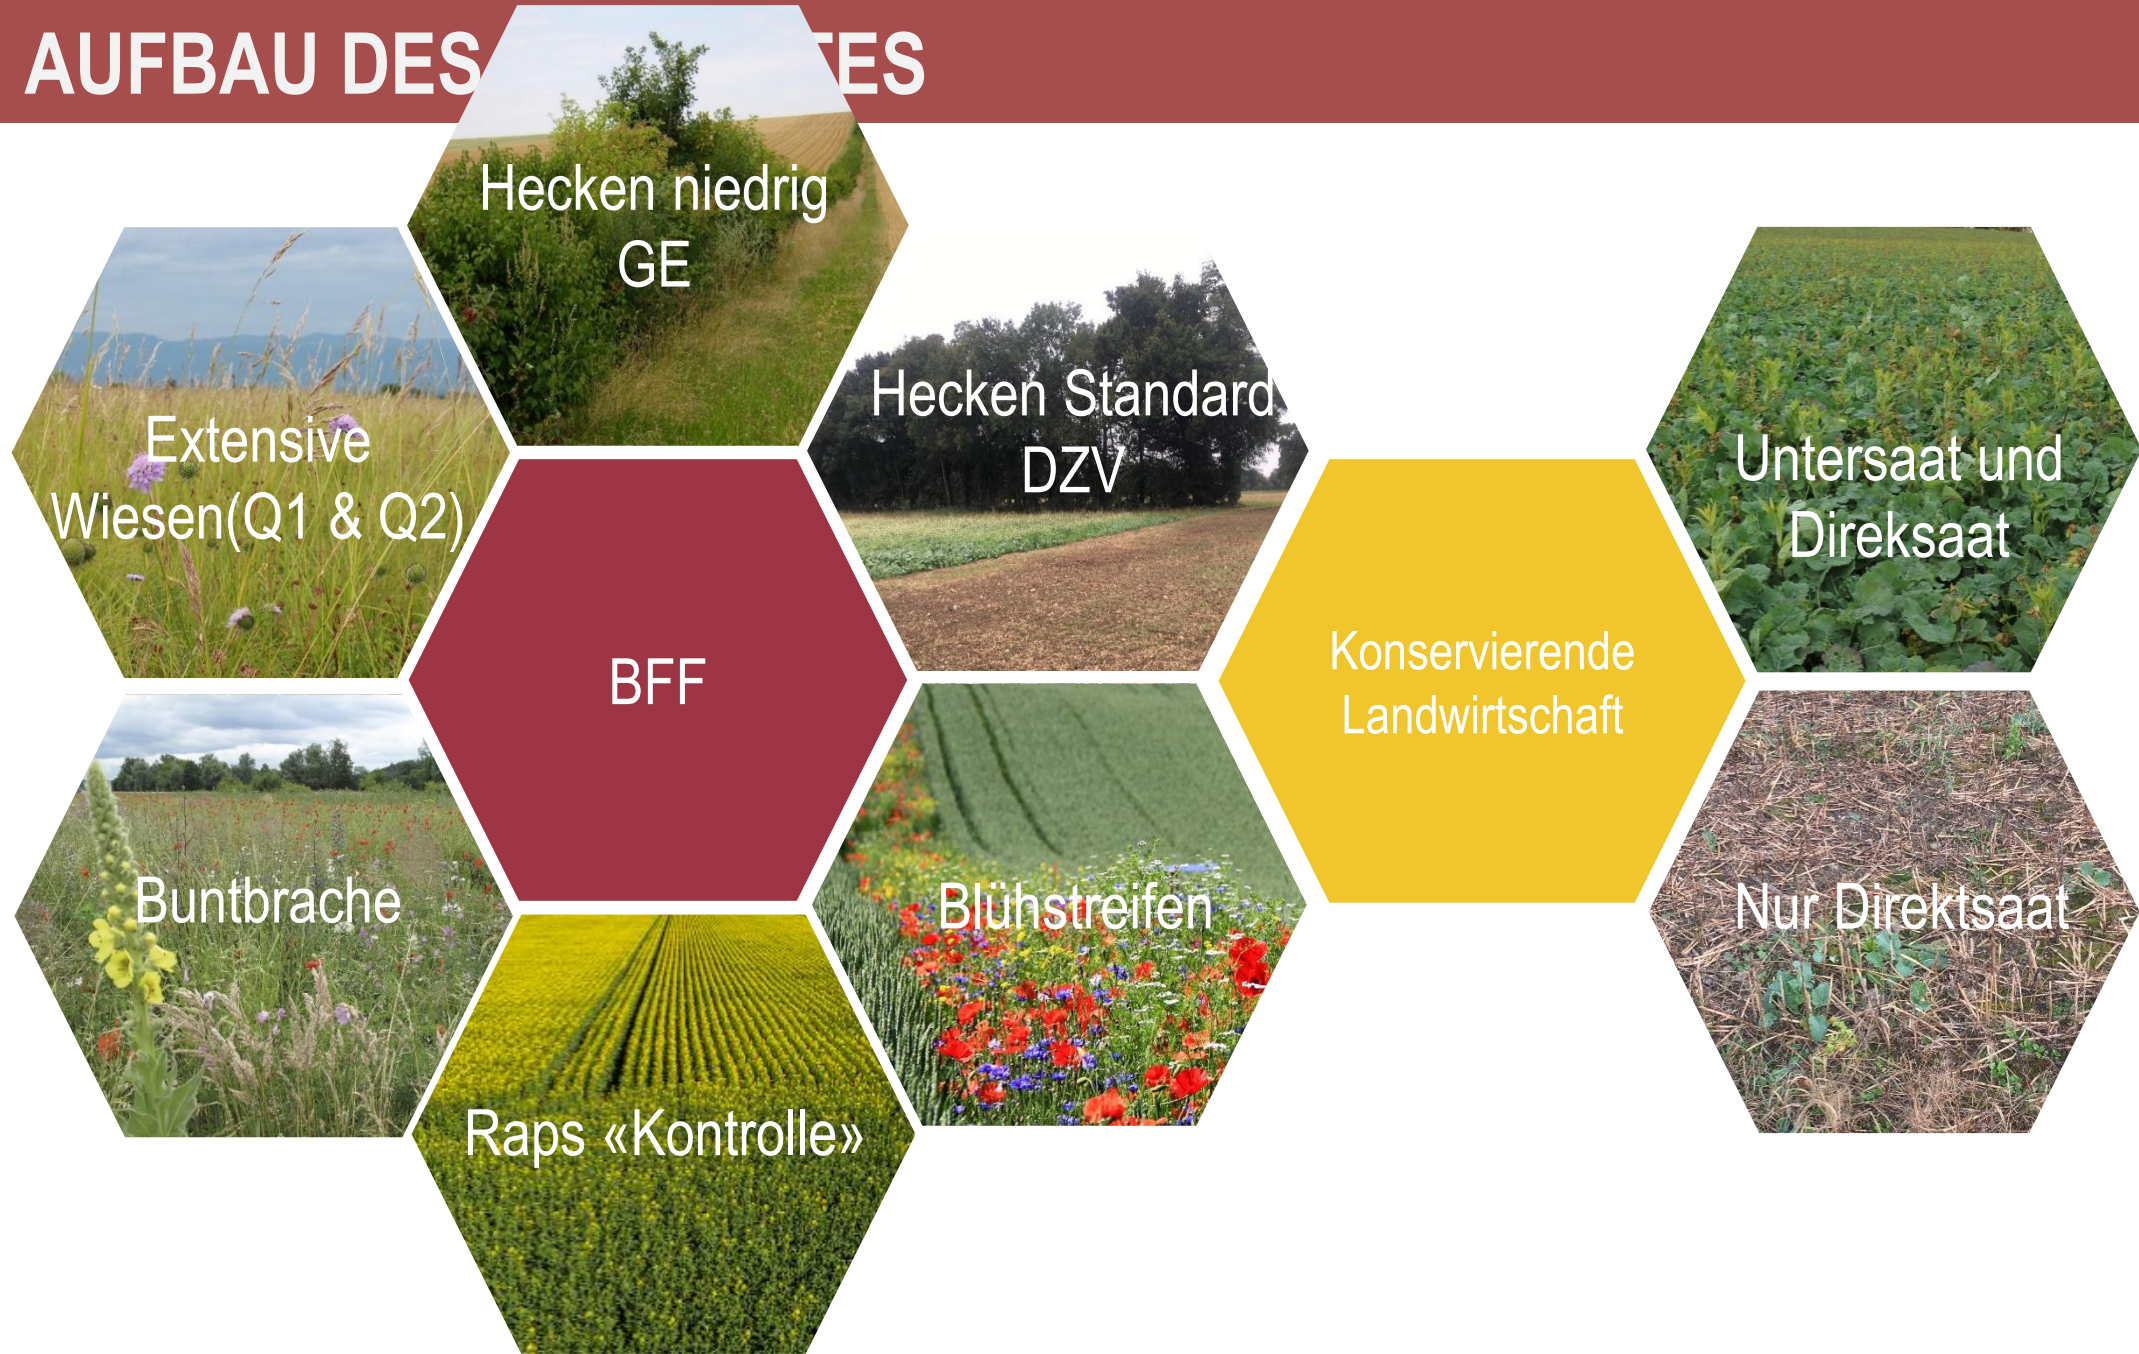 AUFBAU DES TES
Hecken niedrig
GE
Extensive
Wiesen(Q1 & Q2)
Hecken Standard
DZV
Untersaat und
Direksaat
BFF
Konservierende
Landwirtschaft
Buntbrache
Blühstreifen
Nur Direktsaat
Raps «Kontrolle»